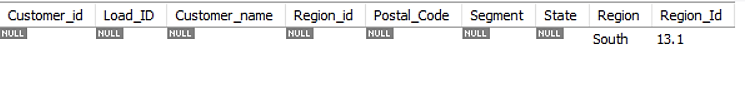 Customer_id Load_ID Customer_name Region_id Postal_Code Segment State Region Region_Id
NULL NULL NULL NULL NULL NULL NULL South 13.1